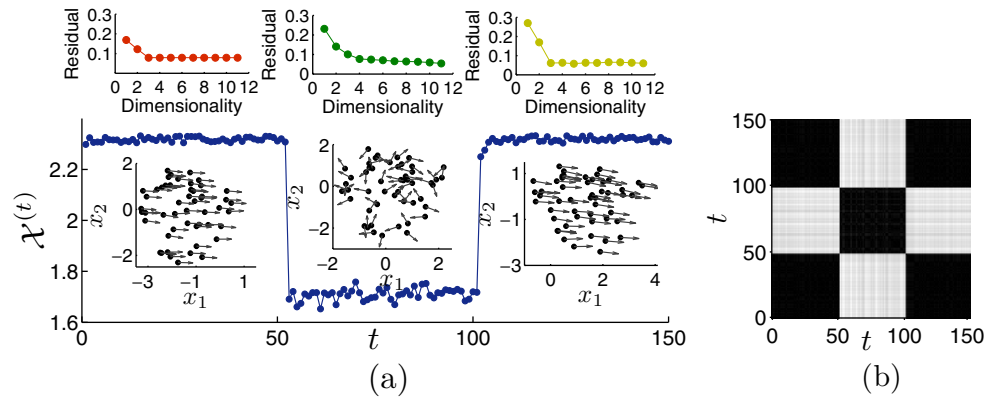 0.3 0.3 0.3
0.2 0.2 0.2
0.1 0.1 0.1
Residual Residual Residual
0 2 4 6 8 10 12 0 2 4 6 8 10 12 0 2 4 6 8 10 12
Dimensionality Dimensionality Dimensionality
2.2
2
1.8
1.6
𝒳^(t)
2
0
−2
x₂
−3 −1 1
x₁
2
0
−2
x₂
−2 0 2
x₁
1
−1
−3
x₂
0 2 4
x₁
0 50 100 150
t
(a)
150
100
50
0
t
0 50 100 150
t
(b)